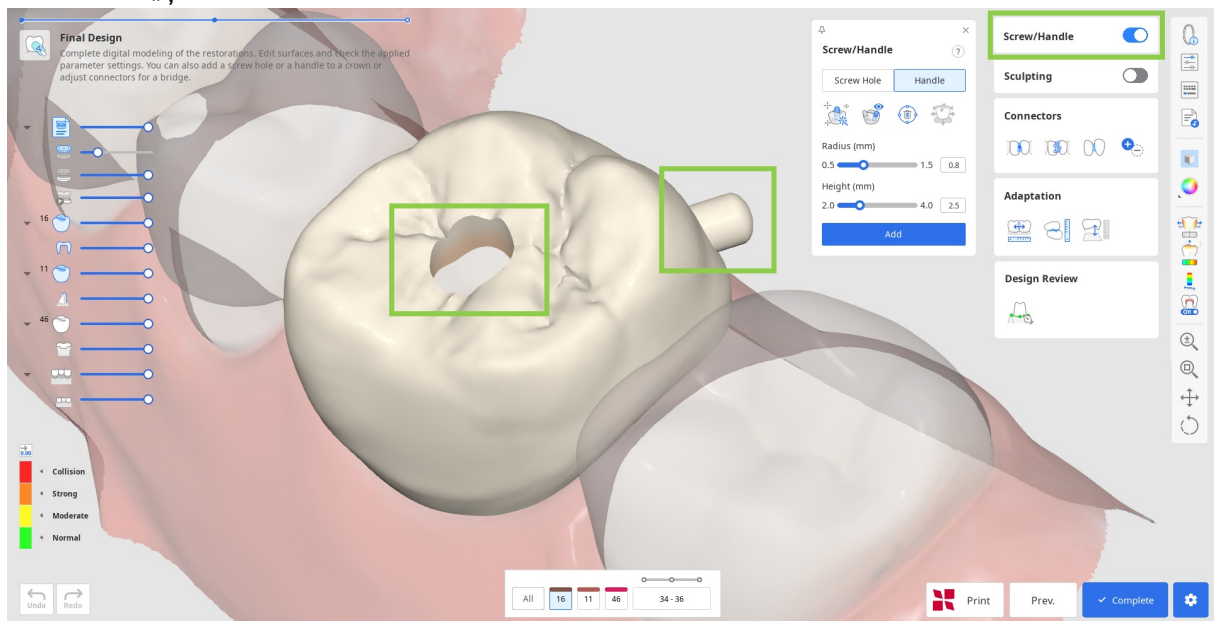 Final Design
Complete digital modeling of the restorations. Edit surfaces and check the applied
parameter settings. You can also add a screw hole or a handle to a crown or
adjust connectors for a bridge.
16
11
46
0.00
Collision
Strong
Moderate
Normal
Undo
Redo
Screw/Handle
?
Screw Hole
Handle
Radius (mm)
0.5
1.5
0.8
Height (mm)
2.0
4.0
2.5
Add
Screw/Handle
Sculpting
Connectors
Adaptation
Design Review
ON
All
16
11
46
34 - 36
Print
Prev.
Complete